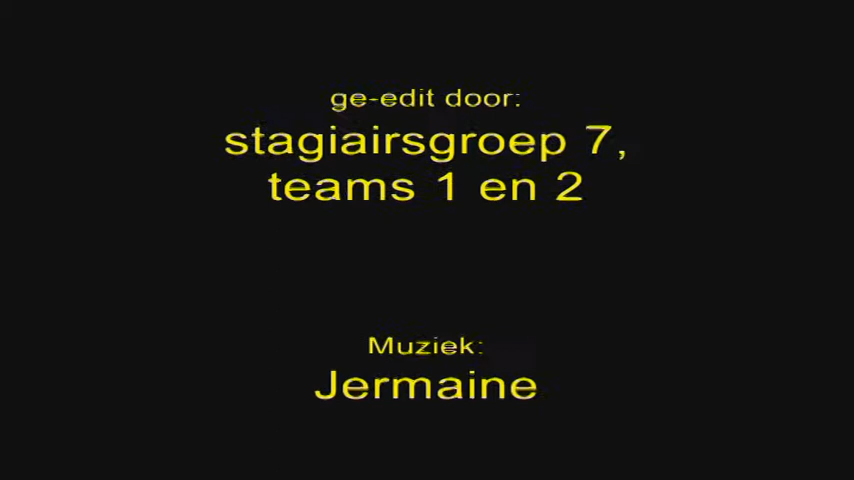 ge-edit door:
stagiairsgroep 7,
teams 1 en 2
Muziek:
Jermaine